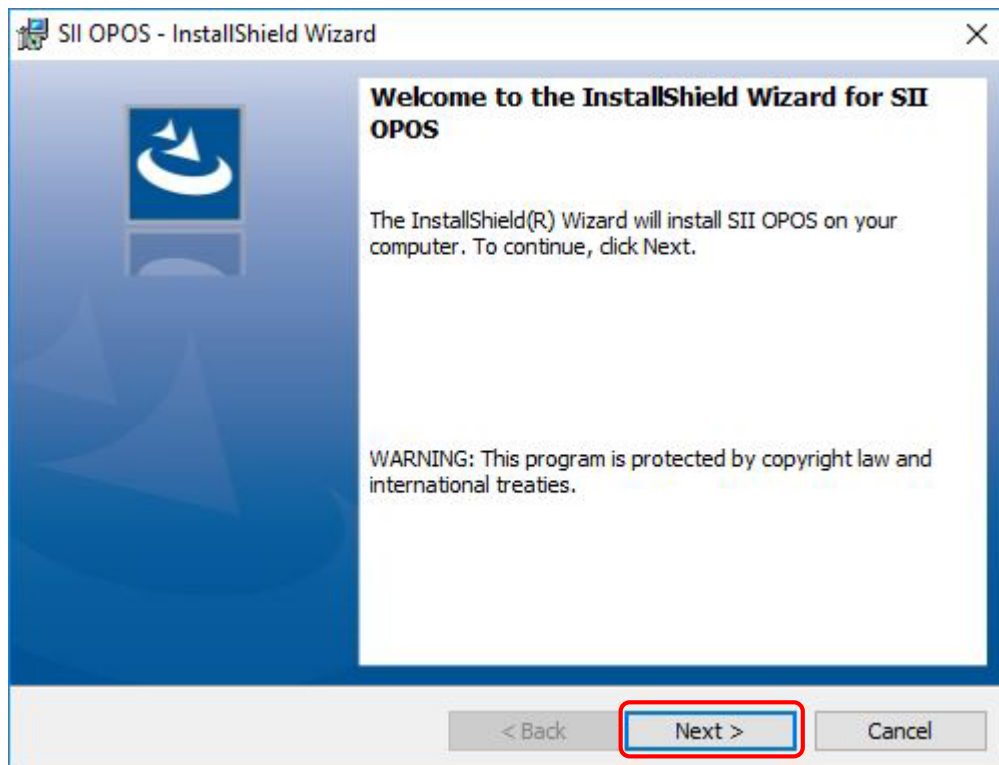 SII OPOS - InstallShield Wizard
Welcome to the InstallShield Wizard for SII
OPOS
The InstallShield(R) Wizard will install SII OPOS on your
computer. To continue, click Next.
WARNING: This program is protected by copyright law and
international treaties.
< Back
Next >
Cancel